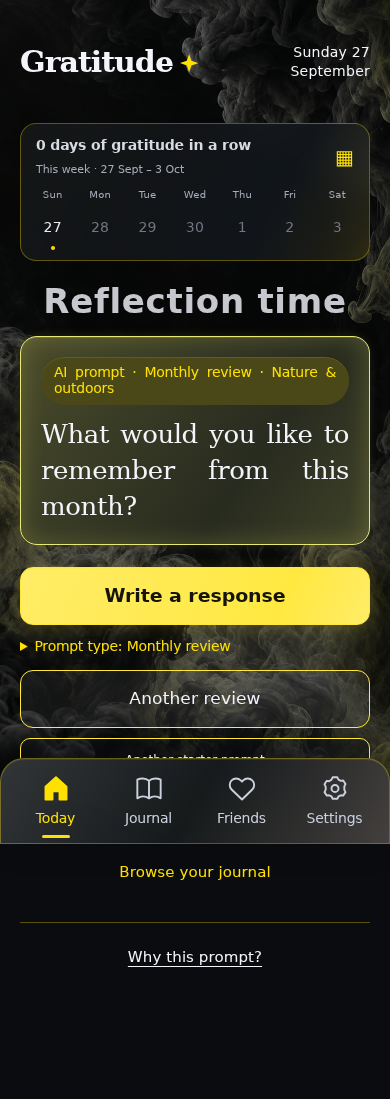 Gratitude
Sunday 27
September
0 days of gratitude in a row
This week · 27 Sept – 3 Oct
Sun Mon Tue Wed Thu Fri Sat
27 28 29 30 1 2 3
Reflection time
AI prompt · Monthly review · Nature &
outdoors
What would you like to
remember from this
month?
Write a response
Prompt type: Monthly review
Another review
Another starter prompt
Today Journal Friends Settings
Browse your journal
Why this prompt?